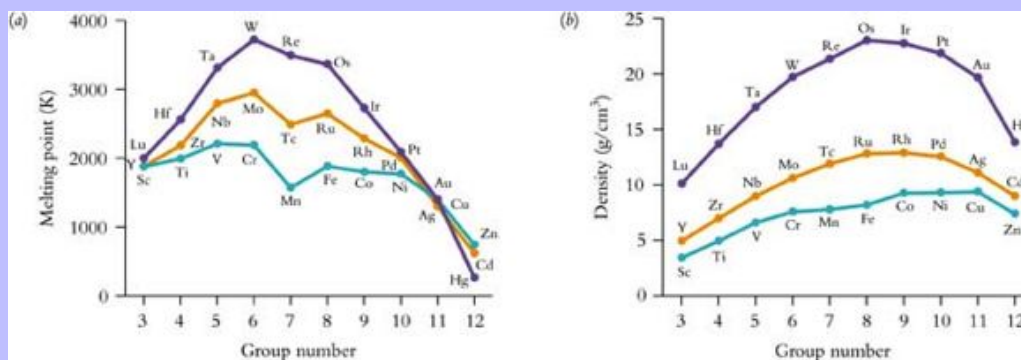 (a)
Melting point (K)
4000
3000
2000
1000
0
Lu
Y
Sc
Hf
Zr
Ti
Ta
Nb
V
W
Mo
Cr
Re
Tc
Mn
Os
Ru
Fe
Ir
Rh
Co
Pt
Pd
Ni
Au
Ag
Cu
Zn
Cd
Hg
3 4 5 6 7 8 9 10 11 12
Group number
(b)
Density (g/cm³)
25
20
15
10
5
0
Lu
Y
Sc
Hf
Zr
Ti
Ta
Nb
V
W
Mo
Cr
Re
Tc
Mn
Os
Ru
Fe
Ir
Rh
Co
Pt
Pd
Ni
Au
Ag
Cu
H
Cd
Zn
3 4 5 6 7 8 9 10 11 12
Group number